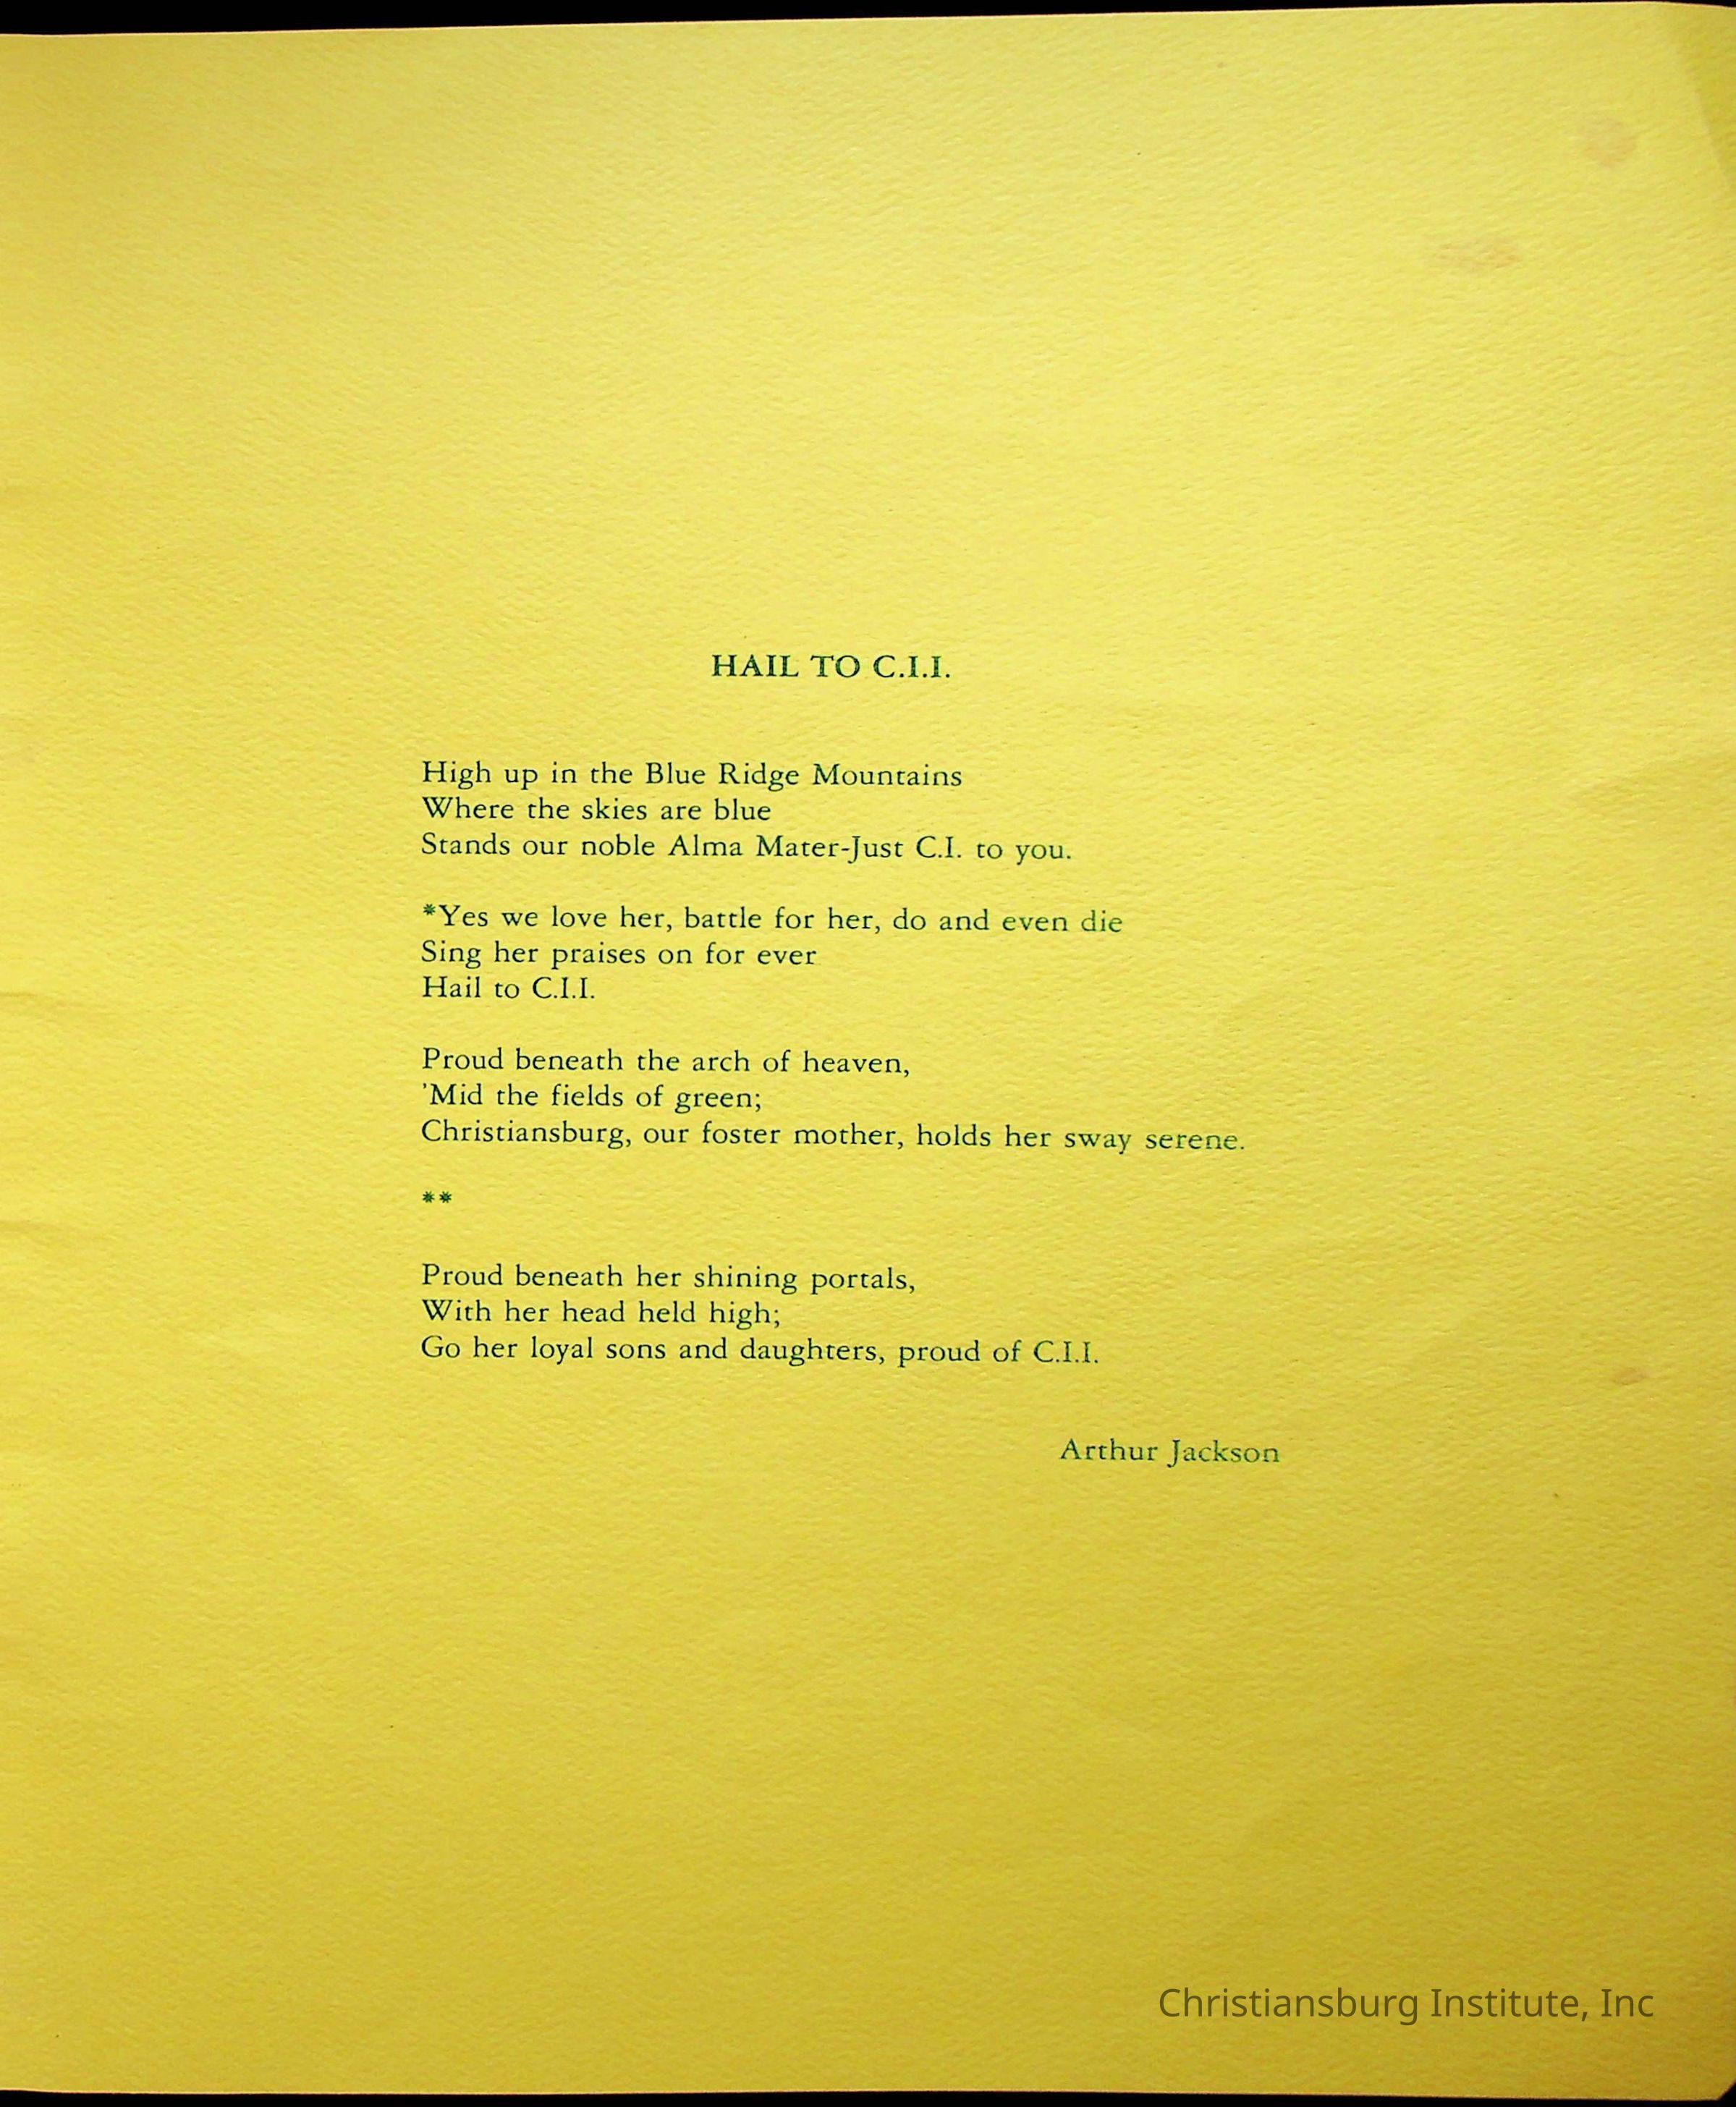 HAIL TO C.I.I.
High up in the Blue Ridge Mountains
Where the skies are blue
Stands our noble Alma Mater-Just C.I. to you.
*Yes we love her, battle for her, do and even die
Sing her praises on for ever
Hail to C.I.I.
Proud beneath the arch of heaven,
'Mid the fields of green;
Christiansburg, our foster mother, holds her sway serene.
**
Proud beneath her shining portals,
With her head held high;
Go her loyal sons and daughters, proud of C.I.I.
Arthur Jackson
Christiansburg Institute, Inc